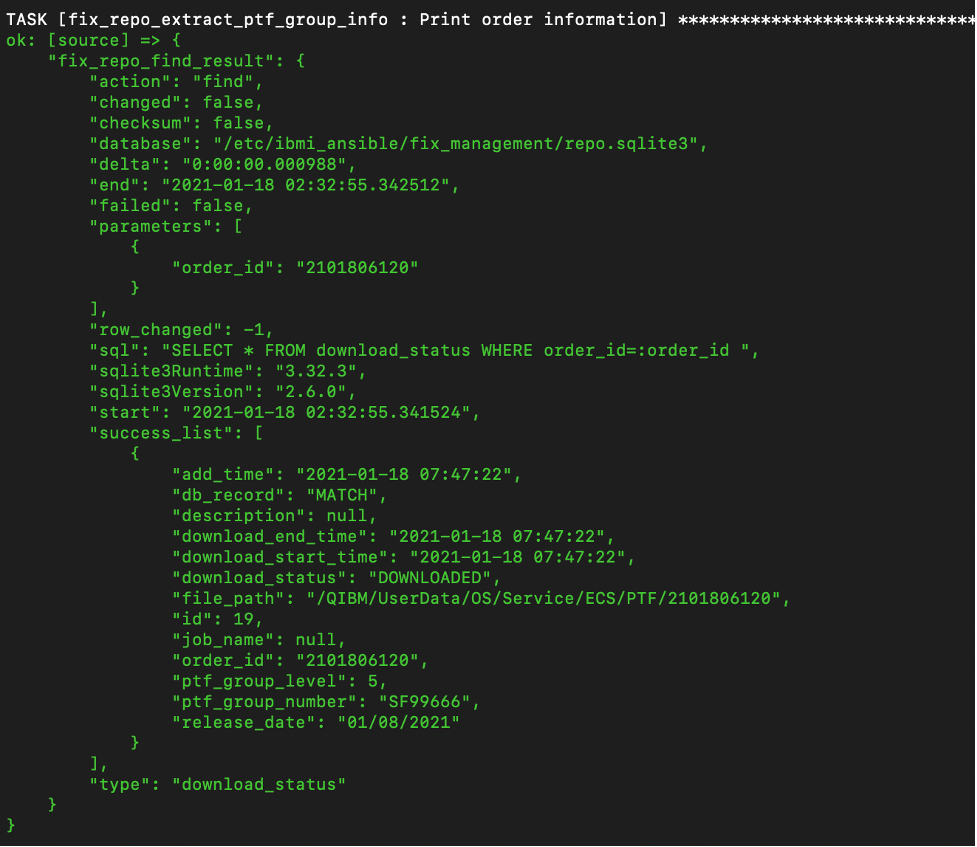 TASK [fix_repo_extract_ptf_group_info : Print order information] *****************************
ok: [source] => {
    "fix_repo_find_result": {
        "action": "find",
        "changed": false,
        "checksum": false,
        "database": "/etc/ibmi_ansible/fix_management/repo.sqlite3",
        "delta": "0:00:00.000988",
        "end": "2021-01-18 02:32:55.342512",
        "failed": false,
        "parameters": [
            {
                "order_id": "2101806120"
            }
        ],
        "row_changed": -1,
        "sql": "SELECT * FROM download_status WHERE order_id=:order_id ",
        "sqlite3Runtime": "3.32.3",
        "sqlite3Version": "2.6.0",
        "start": "2021-01-18 02:32:55.341524",
        "success_list": [
            {
                "add_time": "2021-01-18 07:47:22",
                "db_record": "MATCH",
                "description": null,
                "download_end_time": "2021-01-18 07:47:22",
                "download_start_time": "2021-01-18 07:47:22",
                "download_status": "DOWNLOADED",
                "file_path": "/QIBM/UserData/OS/Service/ECS/PTF/2101806120",
                "id": 19,
                "job_name": null,
                "order_id": "2101806120",
                "ptf_group_level": 5,
                "ptf_group_number": "SF99666",
                "release_date": "01/08/2021"
            }
        ],
        "type": "download_status"
    }
}